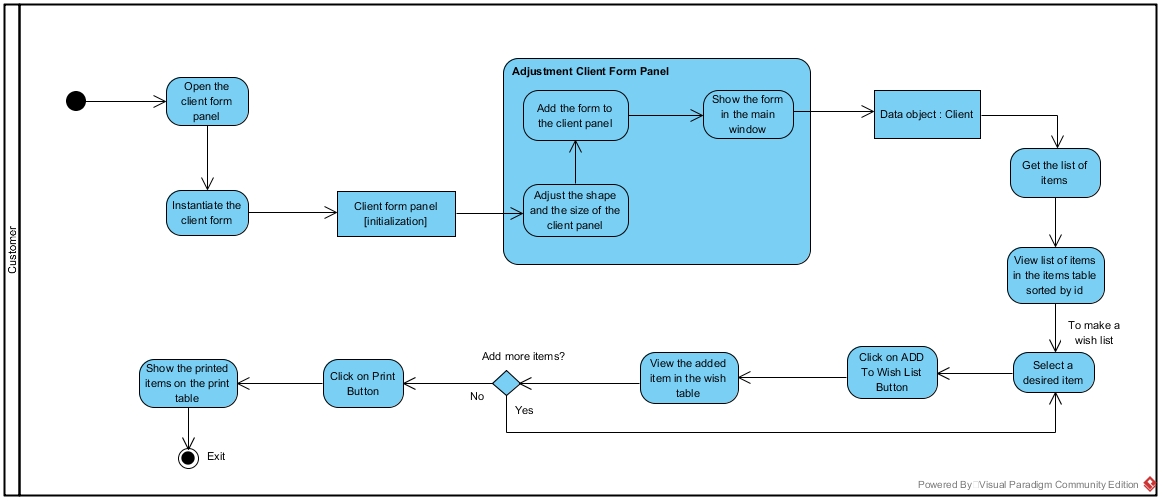 Customer
Open the
client form
panel
Instantiate the
client form
Client form panel
[initialization]
Adjustment Client Form Panel
Add the form to
the client panel
Show the form
in the main
window
Adjust the shape
and the size of the
client panel
Data object : Client
Get the list of
items
View list of items
in the items table
sorted by id
To make a
wish list
Select a
desired item
Click on ADD
To Wish List
Button
View the added
item in the wish
table
Add more items?
No
Yes
Click on Print
Button
Show the printed
items on the print
table
Exit
Powered By Visual Paradigm Community Edition